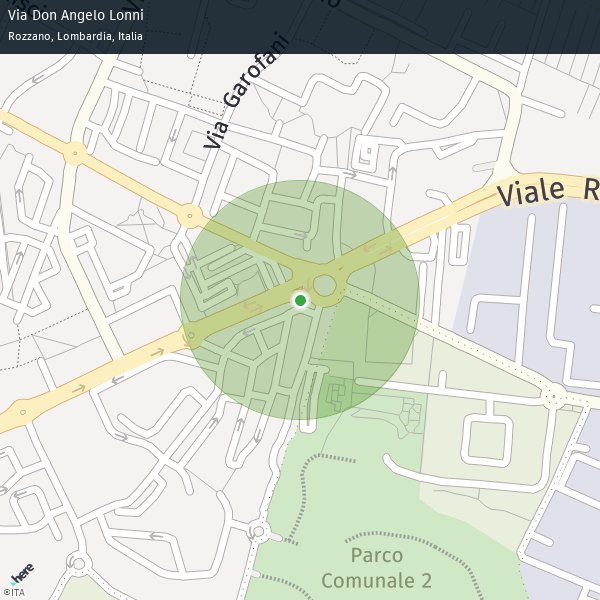 Via Don Angelo Lonni
Rozzano, Lombardia, Italia
Via Garofani
Viale R
Parco
Comunale 2
here
©ITA